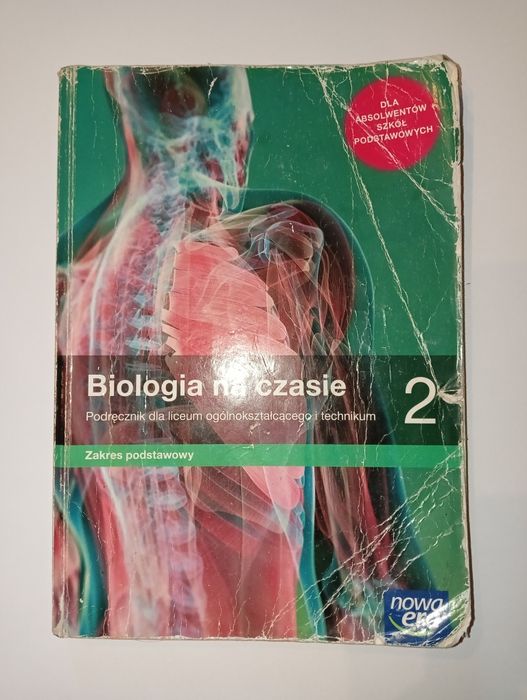 DLA
ABSOLWENTÓW
SZKÓŁ
PODSTAWOWYCH
Biologia na czasie 2
Podręcznik dla liceum ogólnokształcącego i technikum
Zakres podstawowy
nowa
era